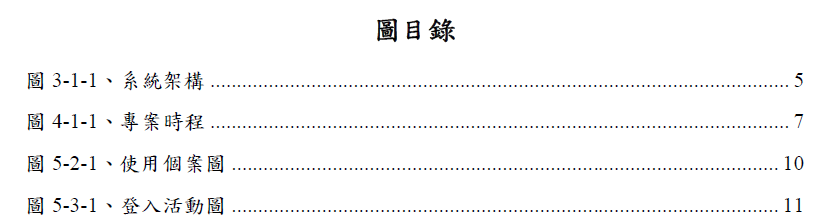 圖目錄
圖 3-1-1、系統架構 ........................................................................................................ 5
圖 4-1-1、專案時程 ........................................................................................................ 7
圖 5-2-1、使用個案圖 .................................................................................................. 10
圖 5-3-1、登入活動圖 .................................................................................................. 11